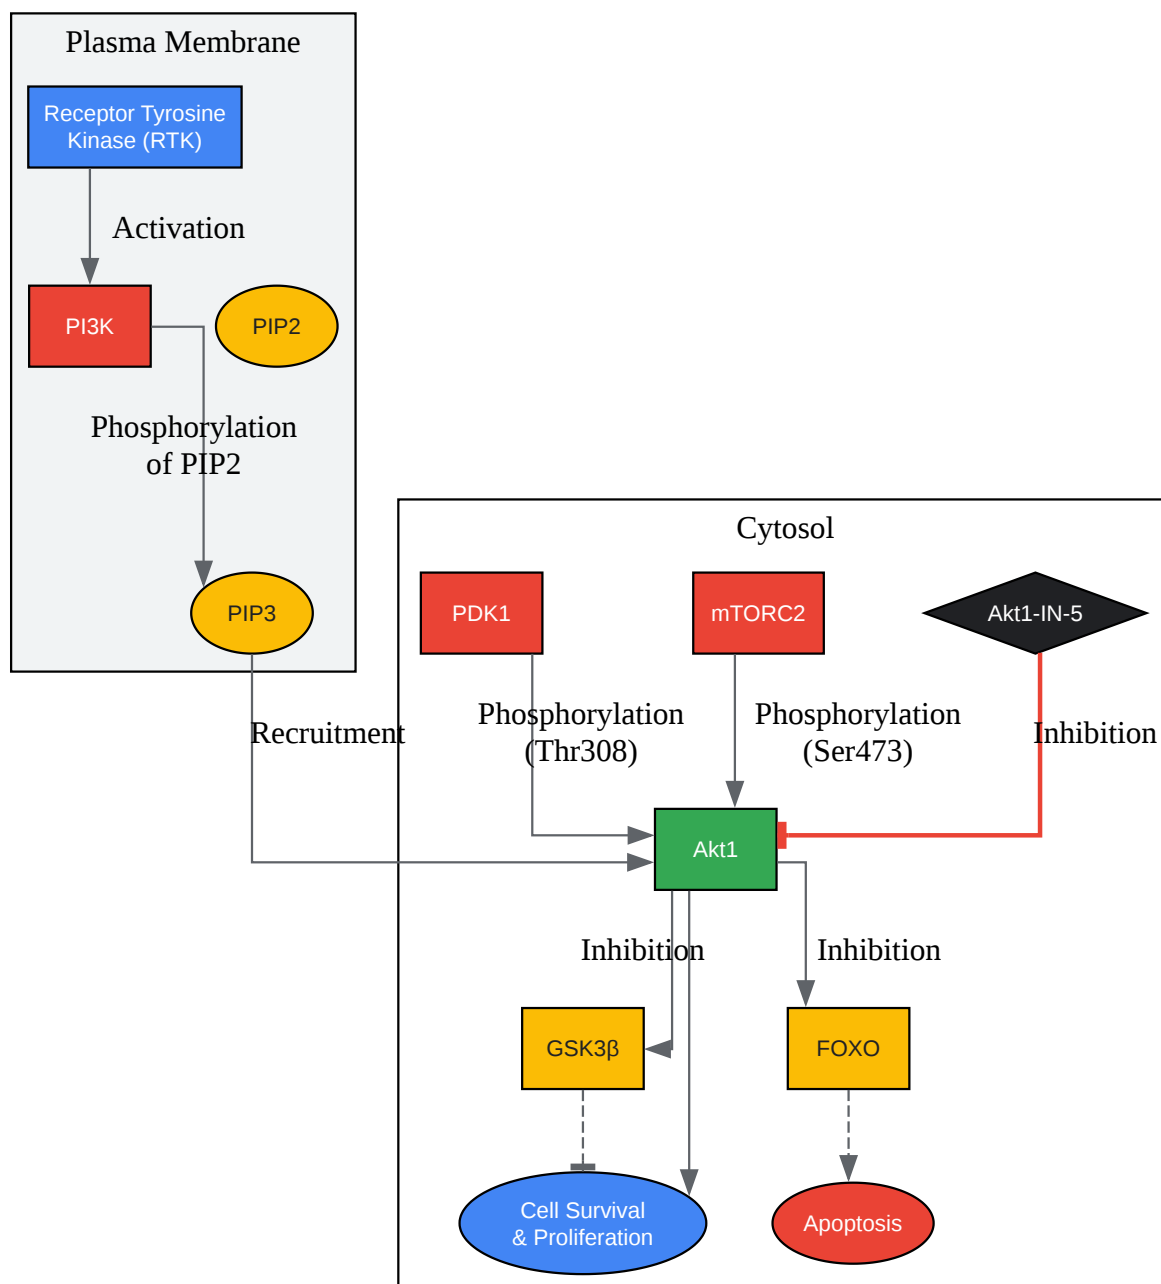 Plasma Membrane
Receptor Tyrosine
Kinase (RTK)
Activation
PI3K
PIP2
Phosphorylation
of PIP2
PIP3
Recruitment
Cytosol
PDK1
mTORC2
Akt1-IN-5
Phosphorylation
(Thr308)
Phosphorylation
(Ser473)
Inhibition
Akt1
Inhibition
Inhibition
GSK3β
FOXO
Cell Survival
& Proliferation
Apoptosis